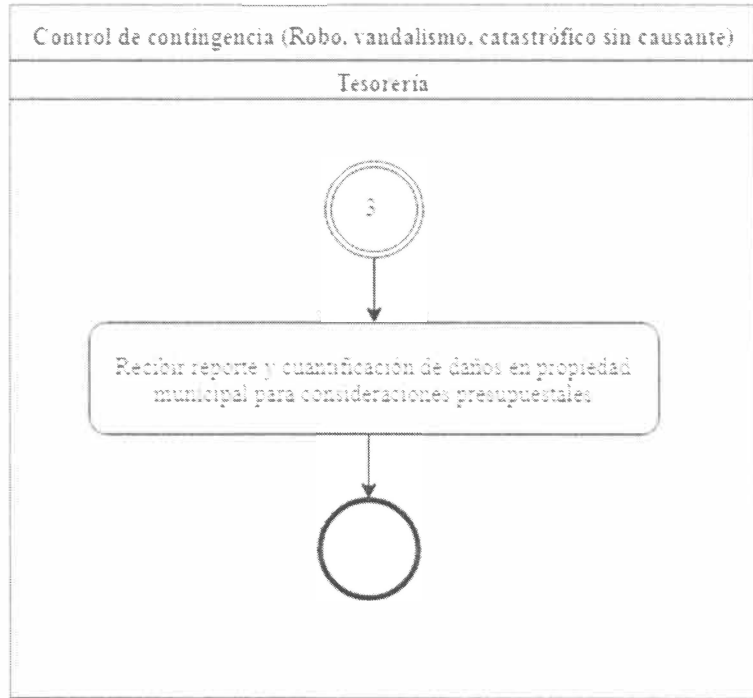 Control de contingencia (Robo, vandalismo, catastrófico sin causante)
Tesorería
3
Recibir reporte y cuantificación de daños en propiedad
municipal para consideraciones presupuestales